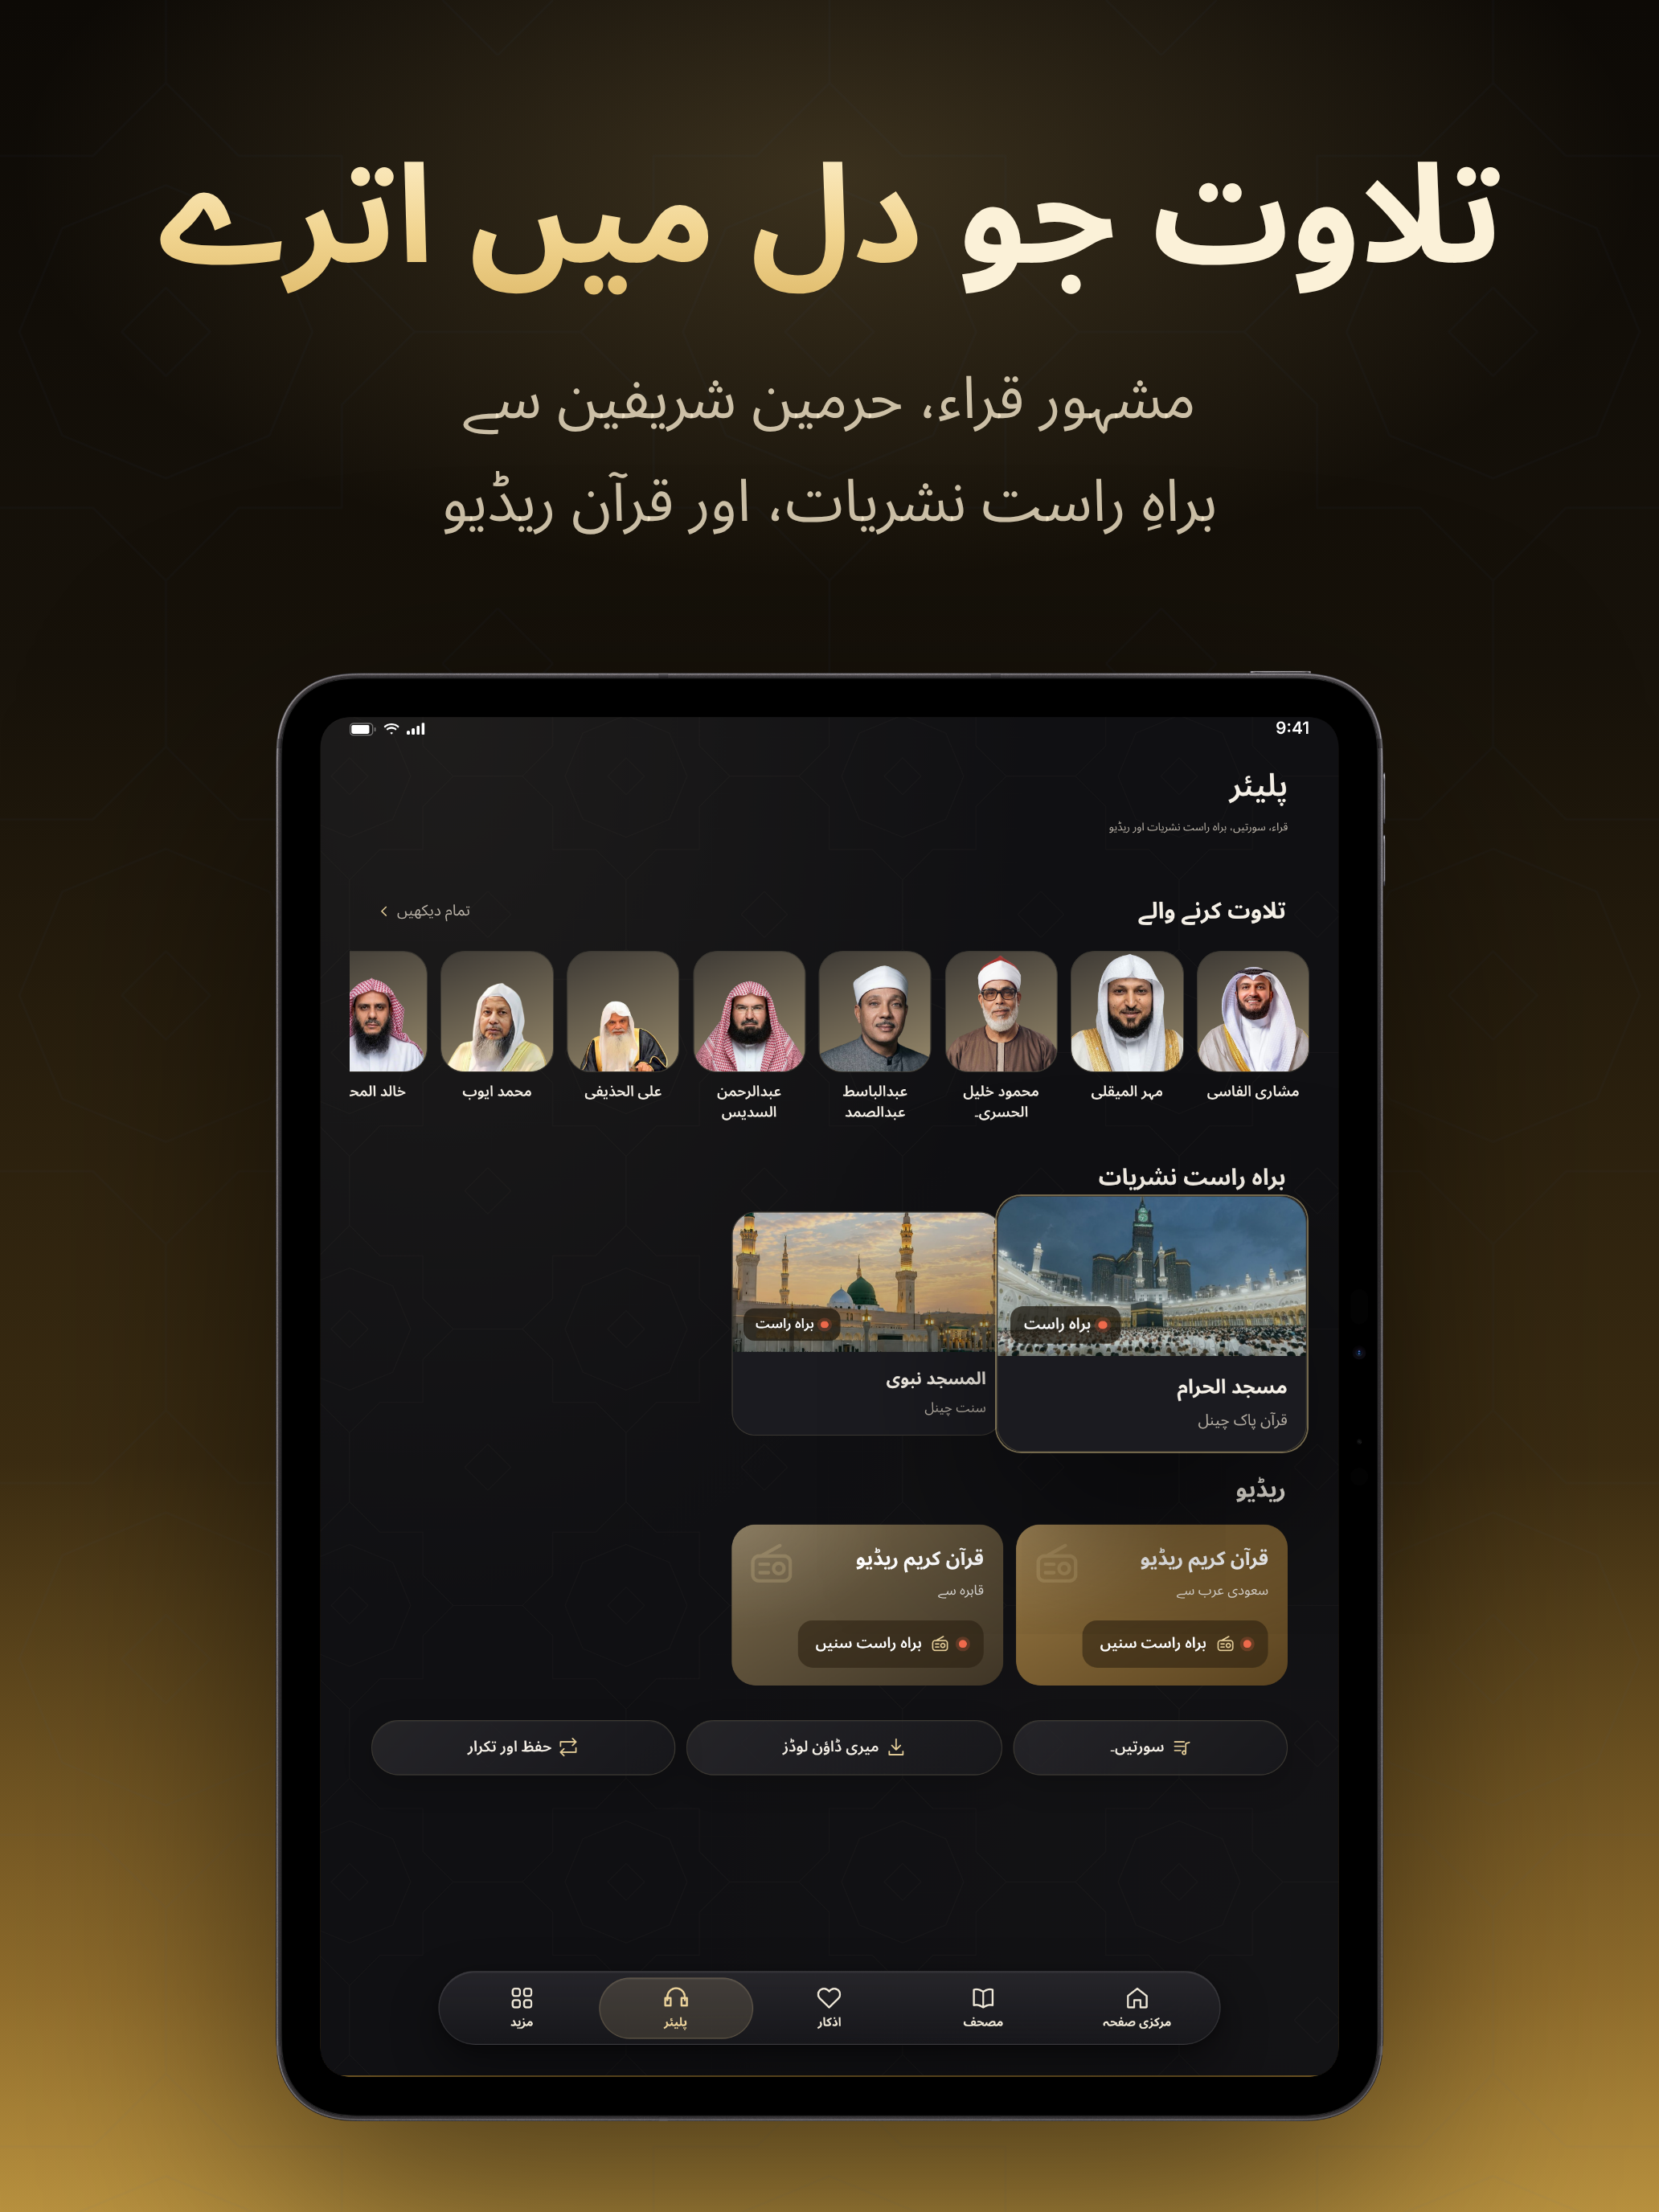 تلاوت جو دل میں اترے
مشہور قراء، حرمین شریفین سے
براہِ راست نشریات، اور قرآن ریڈیو
9:41
پلیئر
قراء، سورتیں، براہ راست نشریات اور ریڈیو
تلاوت کرنے والے
تمام دیکھیں
مشاری الفاسی
مہر المیقلی
محمود خلیل
الحسری۔
عبدالباسط
عبدالصمد
عبدالرحمن
السدیس
علی الحذیفی
محمد ایوب
خالد المح
براہ راست نشریات
براہ راست
مسجد الحرام
قرآن پاک چینل
براہ راست
المسجد نبوی
سنت چینل
ریڈیو
قرآن کریم ریڈیو
سعودی عرب سے
براہ راست سنیں
قرآن کریم ریڈیو
قاہرہ سے
براہ راست سنیں
سورتیں۔
میری ڈاؤن لوڈز
حفظ اور تکرار
مرکزی صفحہ
مصحف
اذکار
پلیئر
مزید